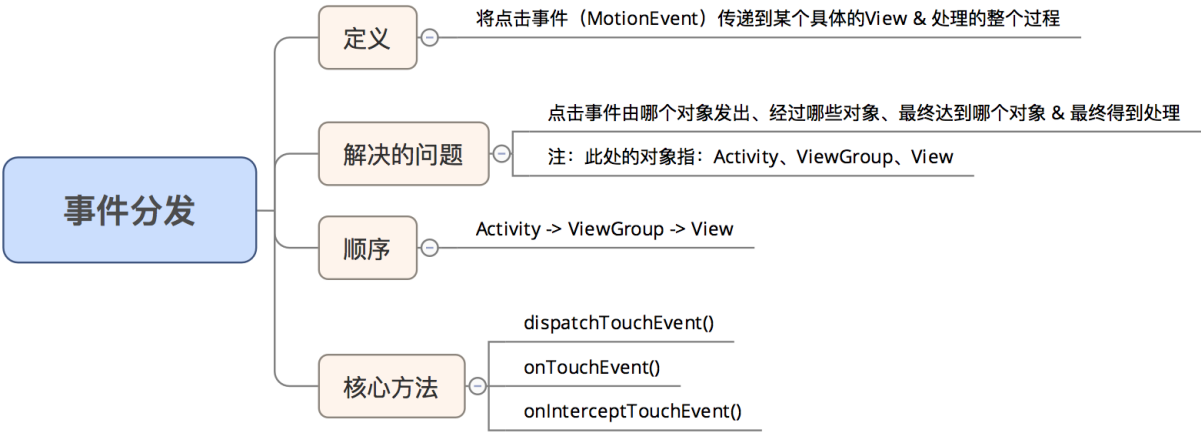 事件分发
定义
将点击事件（MotionEvent）传递到某个具体的View & 处理的整个过程
解决的问题
点击事件由哪个对象发出、经过哪些对象、最终达到哪个对象 & 最终得到处理
注：此处的对象指：Activity、ViewGroup、View
顺序
Activity -> ViewGroup -> View
核心方法
dispatchTouchEvent()
onTouchEvent()
onInterceptTouchEvent()